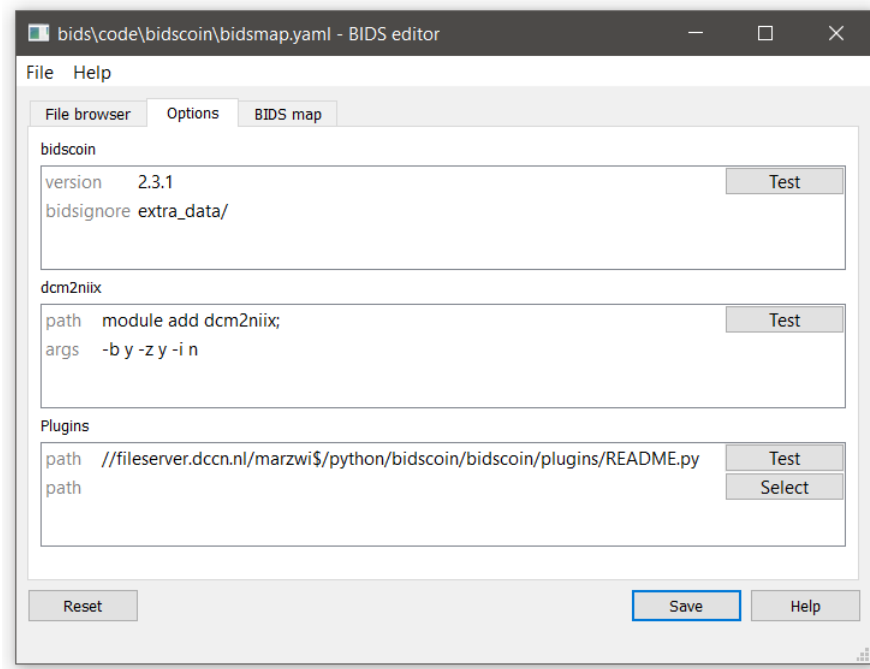 bids\code\bidscoin\bidsmap.yaml - BIDS editor
File Help
File browser Options BIDS map
bidscoin
version 2.3.1 Test
bidsignore extra_data/
dcm2niix
path module add dcm2niix; Test
args -b y -z y -i n
Plugins
path //fileserver.dccn.nl/marzwi$/python/bidscoin/bidscoin/plugins/README.py Test
path Select
Reset Save Help